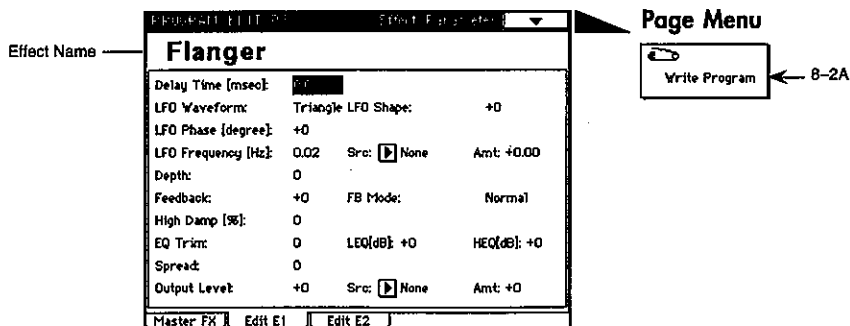 PROGRAM EDIT P8 Effect Parameter
Page Menu
Effect Name
Flanger
Write Program
8-2A
Delay Time [msec]:
LFO Waveform: Triangle LFO Shape: +0
LFO Phase [degree]: +0
LFO Frequency [Hz]: 0.02 Src: None Amt: +0.00
Depth: 0
Feedback: +0 FB Mode: Normal
High Damp [%]: 0
EQ Trim: 0 LEQ[dB]: +0 HEQ[dB]: +0
Spread: 0
Output Level: +0 Src: None Amt: +0
Master FX Edit E1 Edit E2